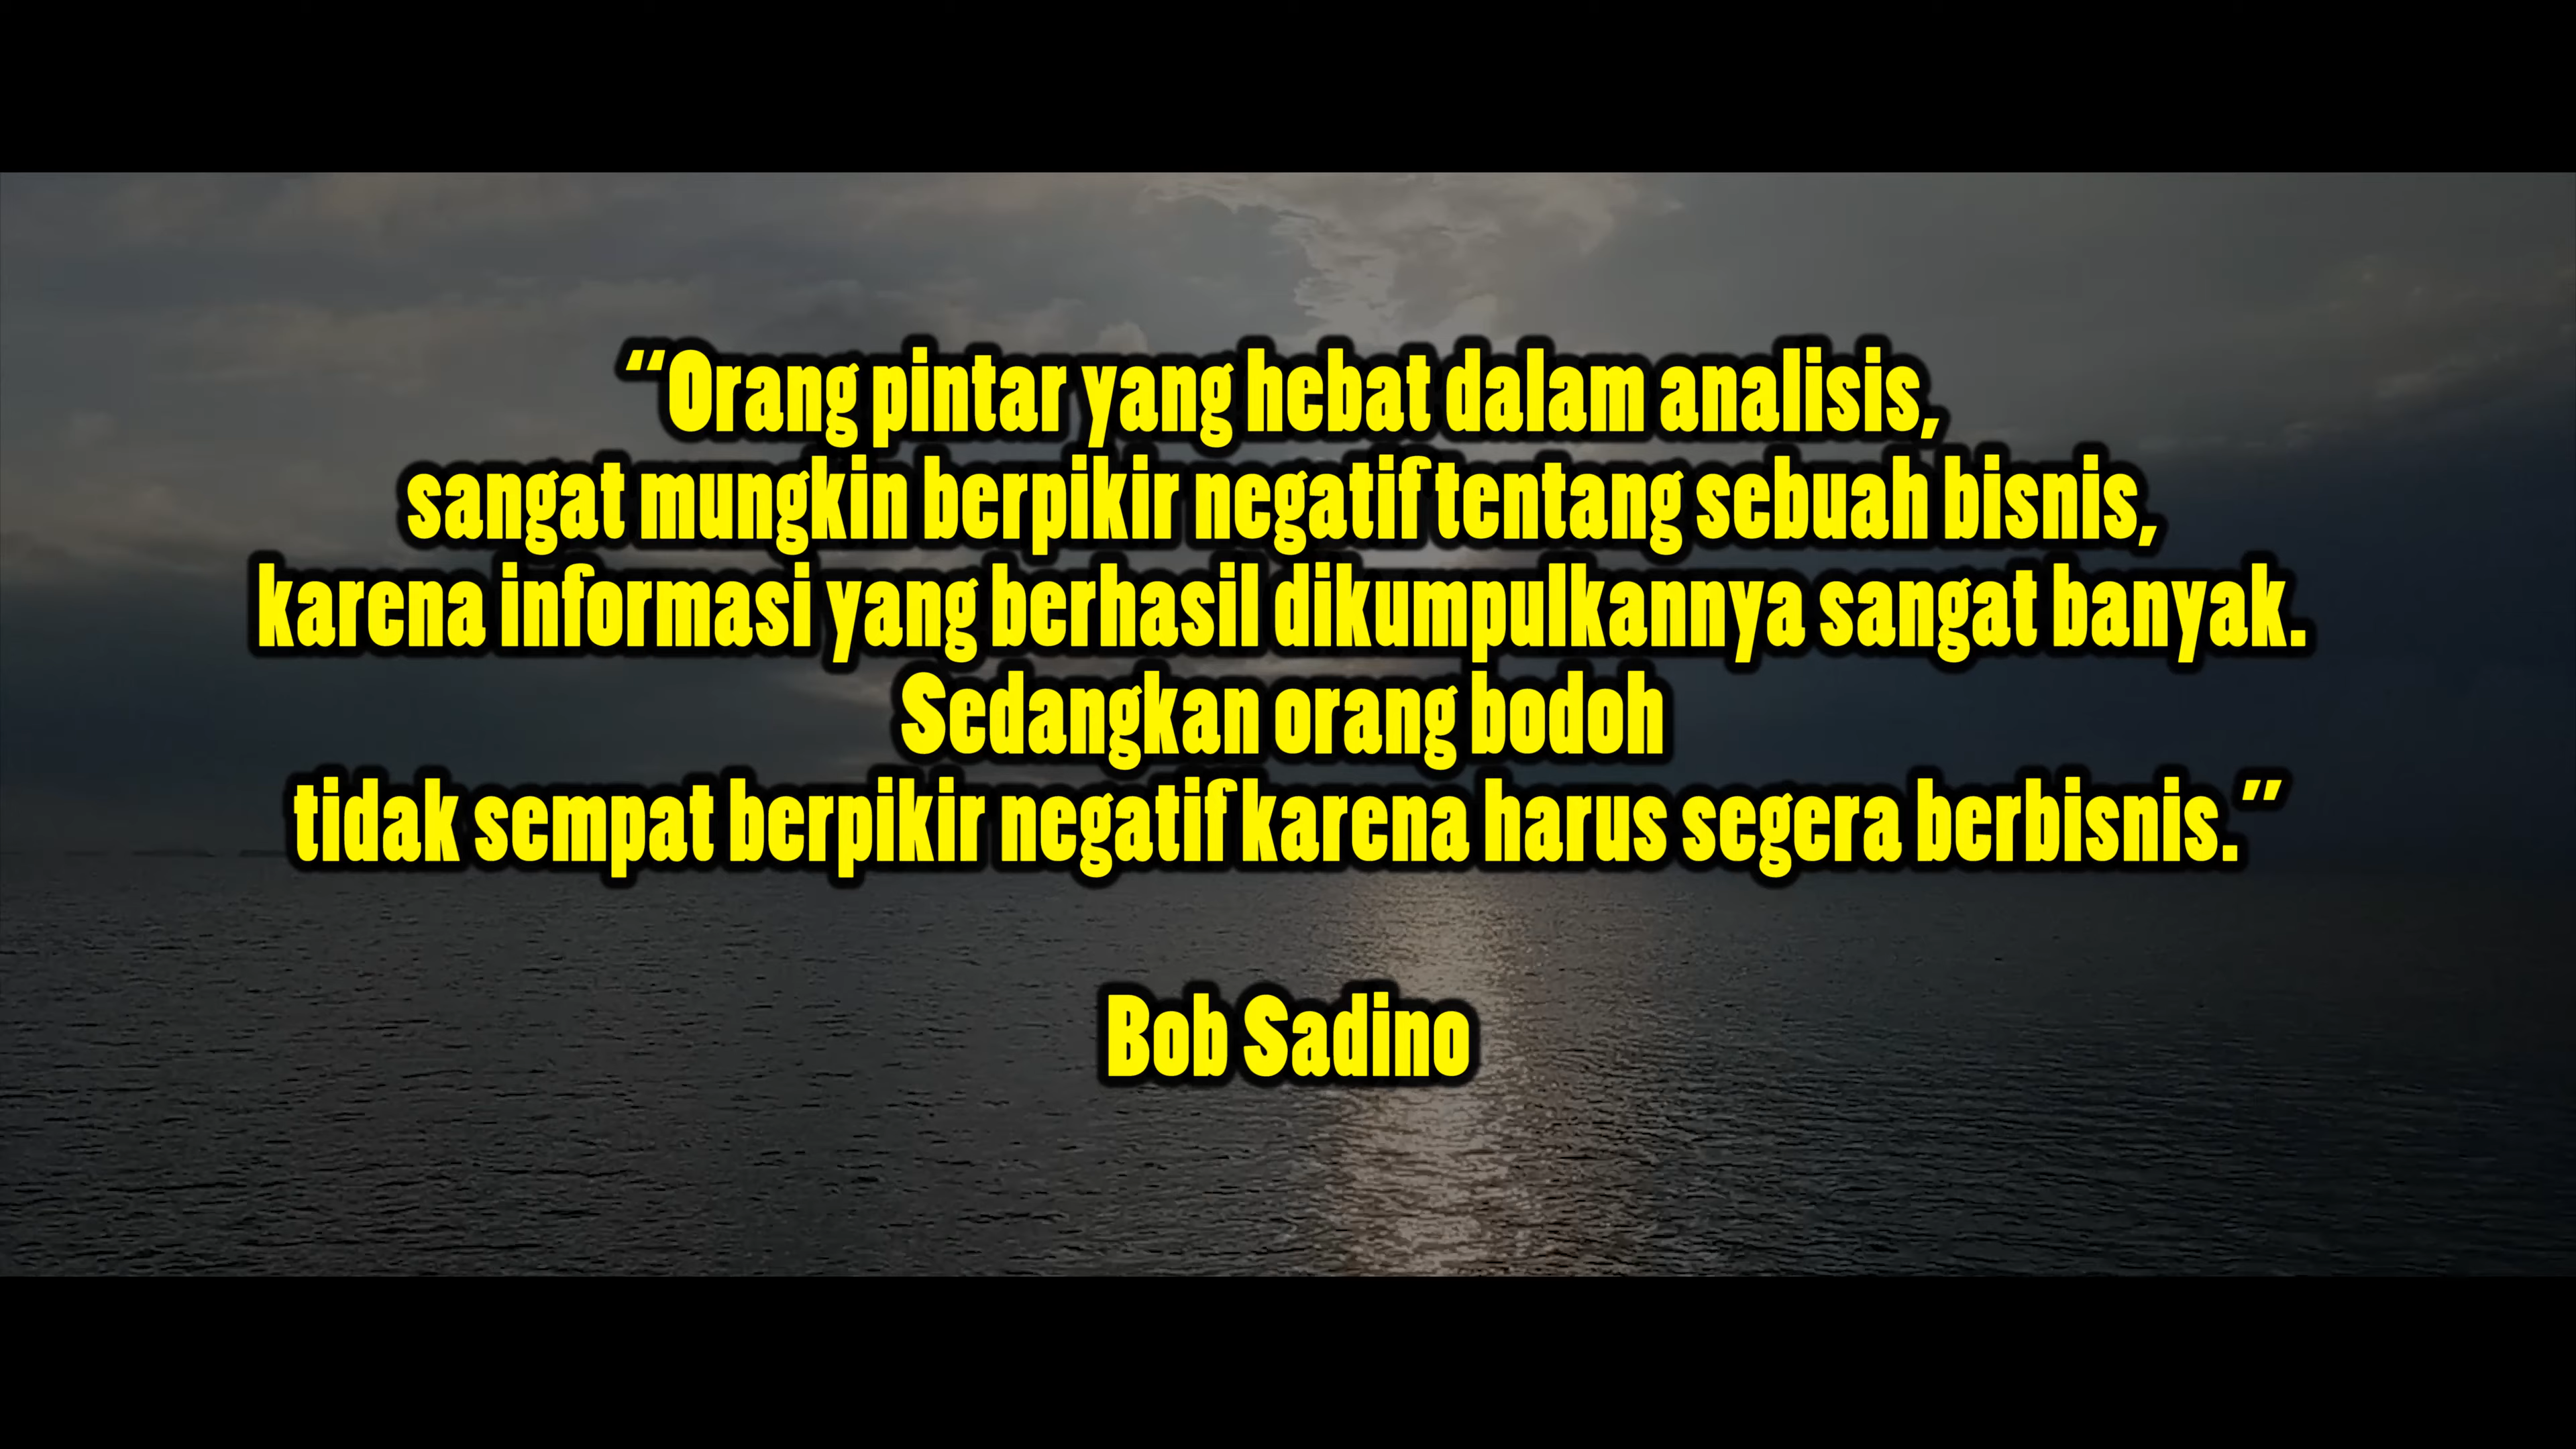 “Orang pintar yang hebat dalam analisis,
sangat mungkin berpikir negatif tentang sebuah bisnis,
karena informasi yang berhasil dikumpulkannya sangat banyak.
Sedangkan orang bodoh
tidak sempat berpikir negatif karena harus segera berbisnis.”
Bob Sadino